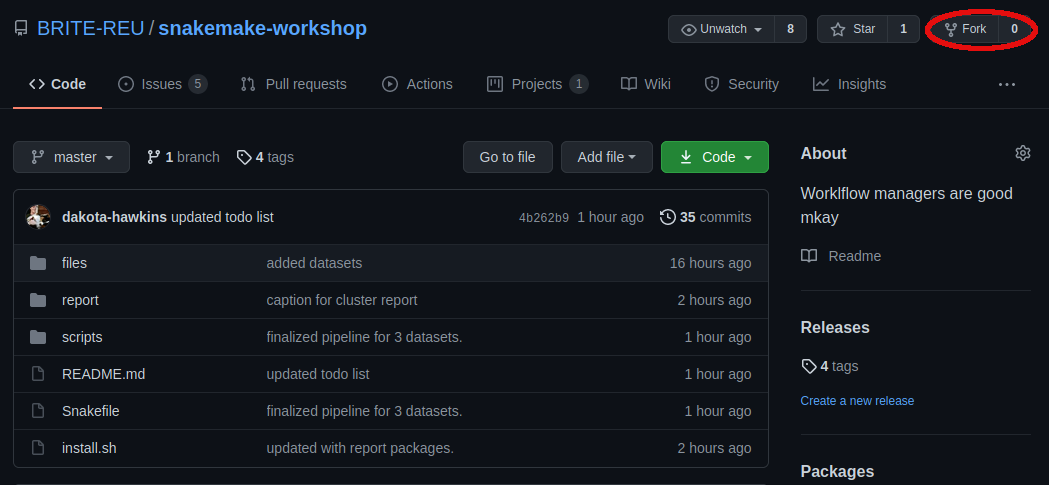 BRITE-REU / snakemake-workshop Unwatch 8 Star 1 Fork 0
Code Issues 5 Pull requests Actions Projects 1 Wiki Security Insights ...
master 1 branch 4 tags Go to file Add file Code
dakota-hawkins updated todo list 4b262b9 1 hour ago 35 commits
files added datasets 16 hours ago
report caption for cluster report 2 hours ago
scripts finalized pipeline for 3 datasets. 1 hour ago
README.md updated todo list 1 hour ago
Snakefile finalized pipeline for 3 datasets. 1 hour ago
install.sh updated with report packages. 2 hours ago
About
Worklflow managers are good
mkay
Readme
Releases
4 tags
Create a new release
Packages